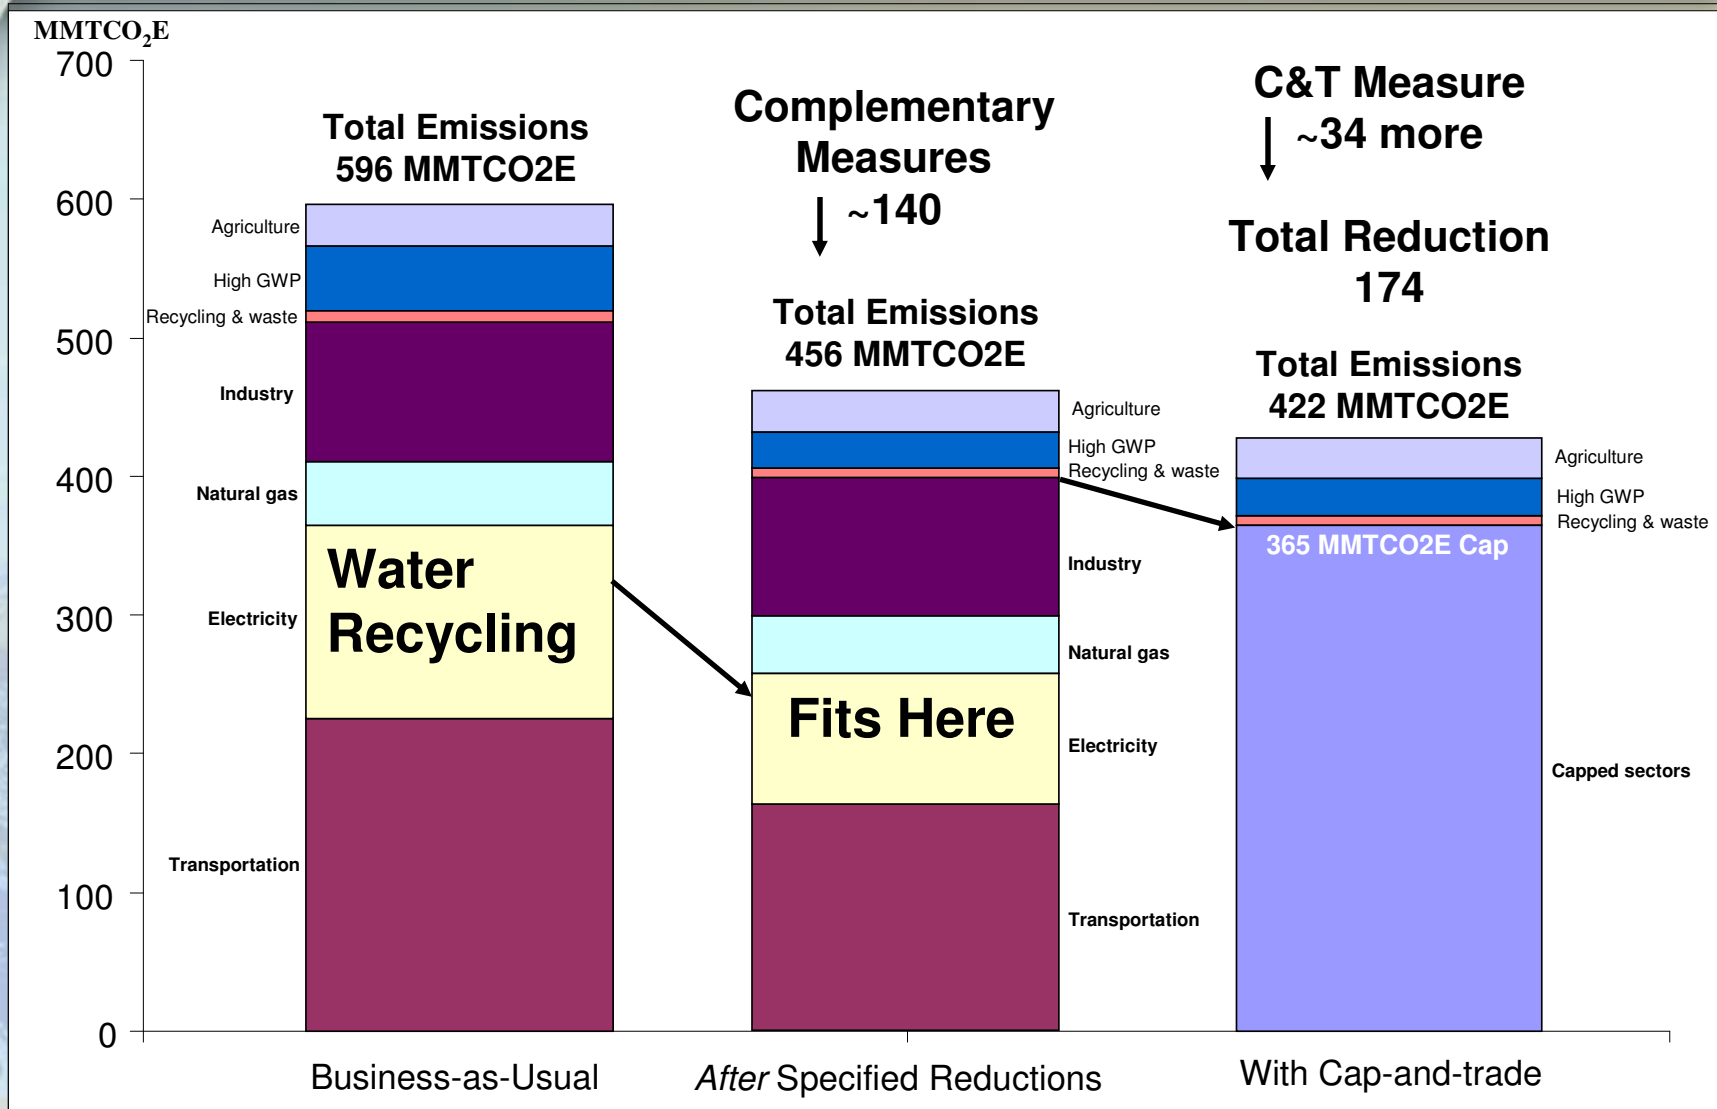 MMTCO₂E
700
600
500
400
300
200
100
0
Total Emissions
596 MMTCO2E
Agriculture
High GWP
Recycling & waste
Industry
Natural gas
Electricity
Transportation
Water
Recycling
Business-as-Usual
Complementary
Measures
~140
Total Emissions
456 MMTCO2E
Agriculture
High GWP
Recycling & waste
Industry
Natural gas
Electricity
Transportation
Fits Here
After Specified Reductions
C&T Measure
~34 more
Total Reduction
174
Total Emissions
422 MMTCO2E
Agriculture
High GWP
Recycling & waste
365 MMTCO2E Cap
Capped sectors
With Cap-and-trade